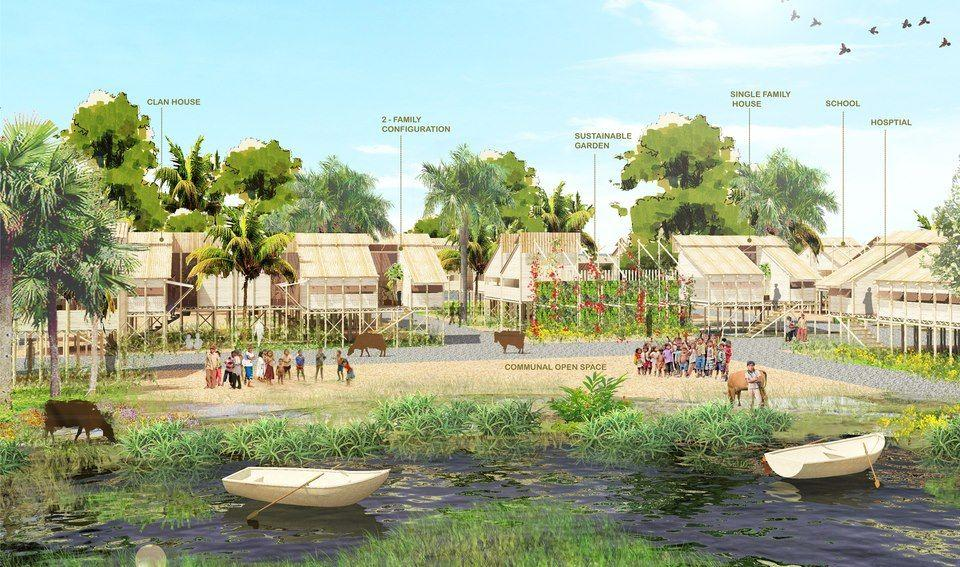 CLAN HOUSE
2 - FAMILY
CONFIGURATION
SUSTAINABLE
GARDEN
SINGLE FAMILY
HOUSE
SCHOOL
HOSPTIAL
COMMUNAL OPEN SPACE